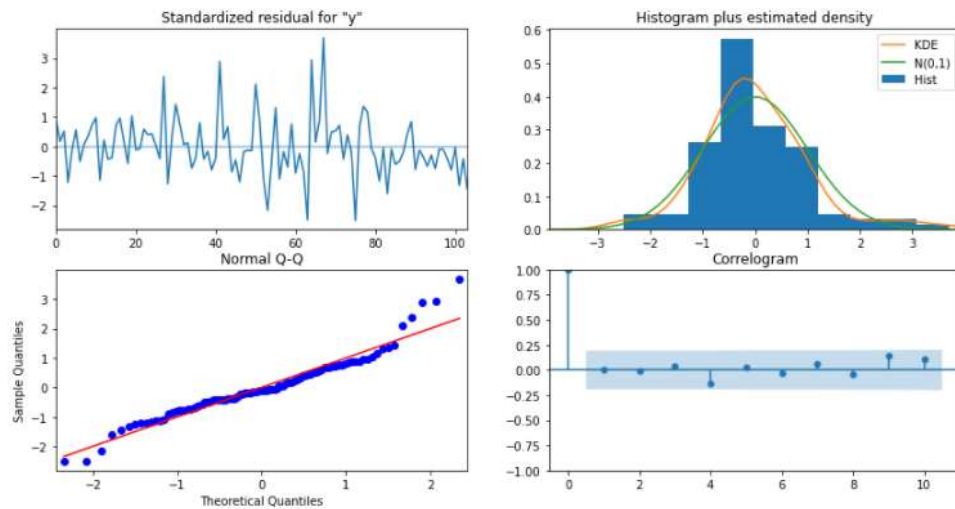 Standardized residual for "y"
3
2
1
0
−1
−2
0 20 40 60 80 100
Histogram plus estimated density
0.6
0.5
0.4
0.3
0.2
0.1
0.0
KDE
N(0,1)
Hist
−3 −2 −1 0 1 2 3
Normal Q-Q
Sample Quantiles
3
2
1
0
−1
−2
−2 −1 0 1 2
Theoretical Quantiles
Correlogram
1.00
0.75
0.50
0.25
0.00
−0.25
−0.50
−0.75
−1.00
0 2 4 6 8 10